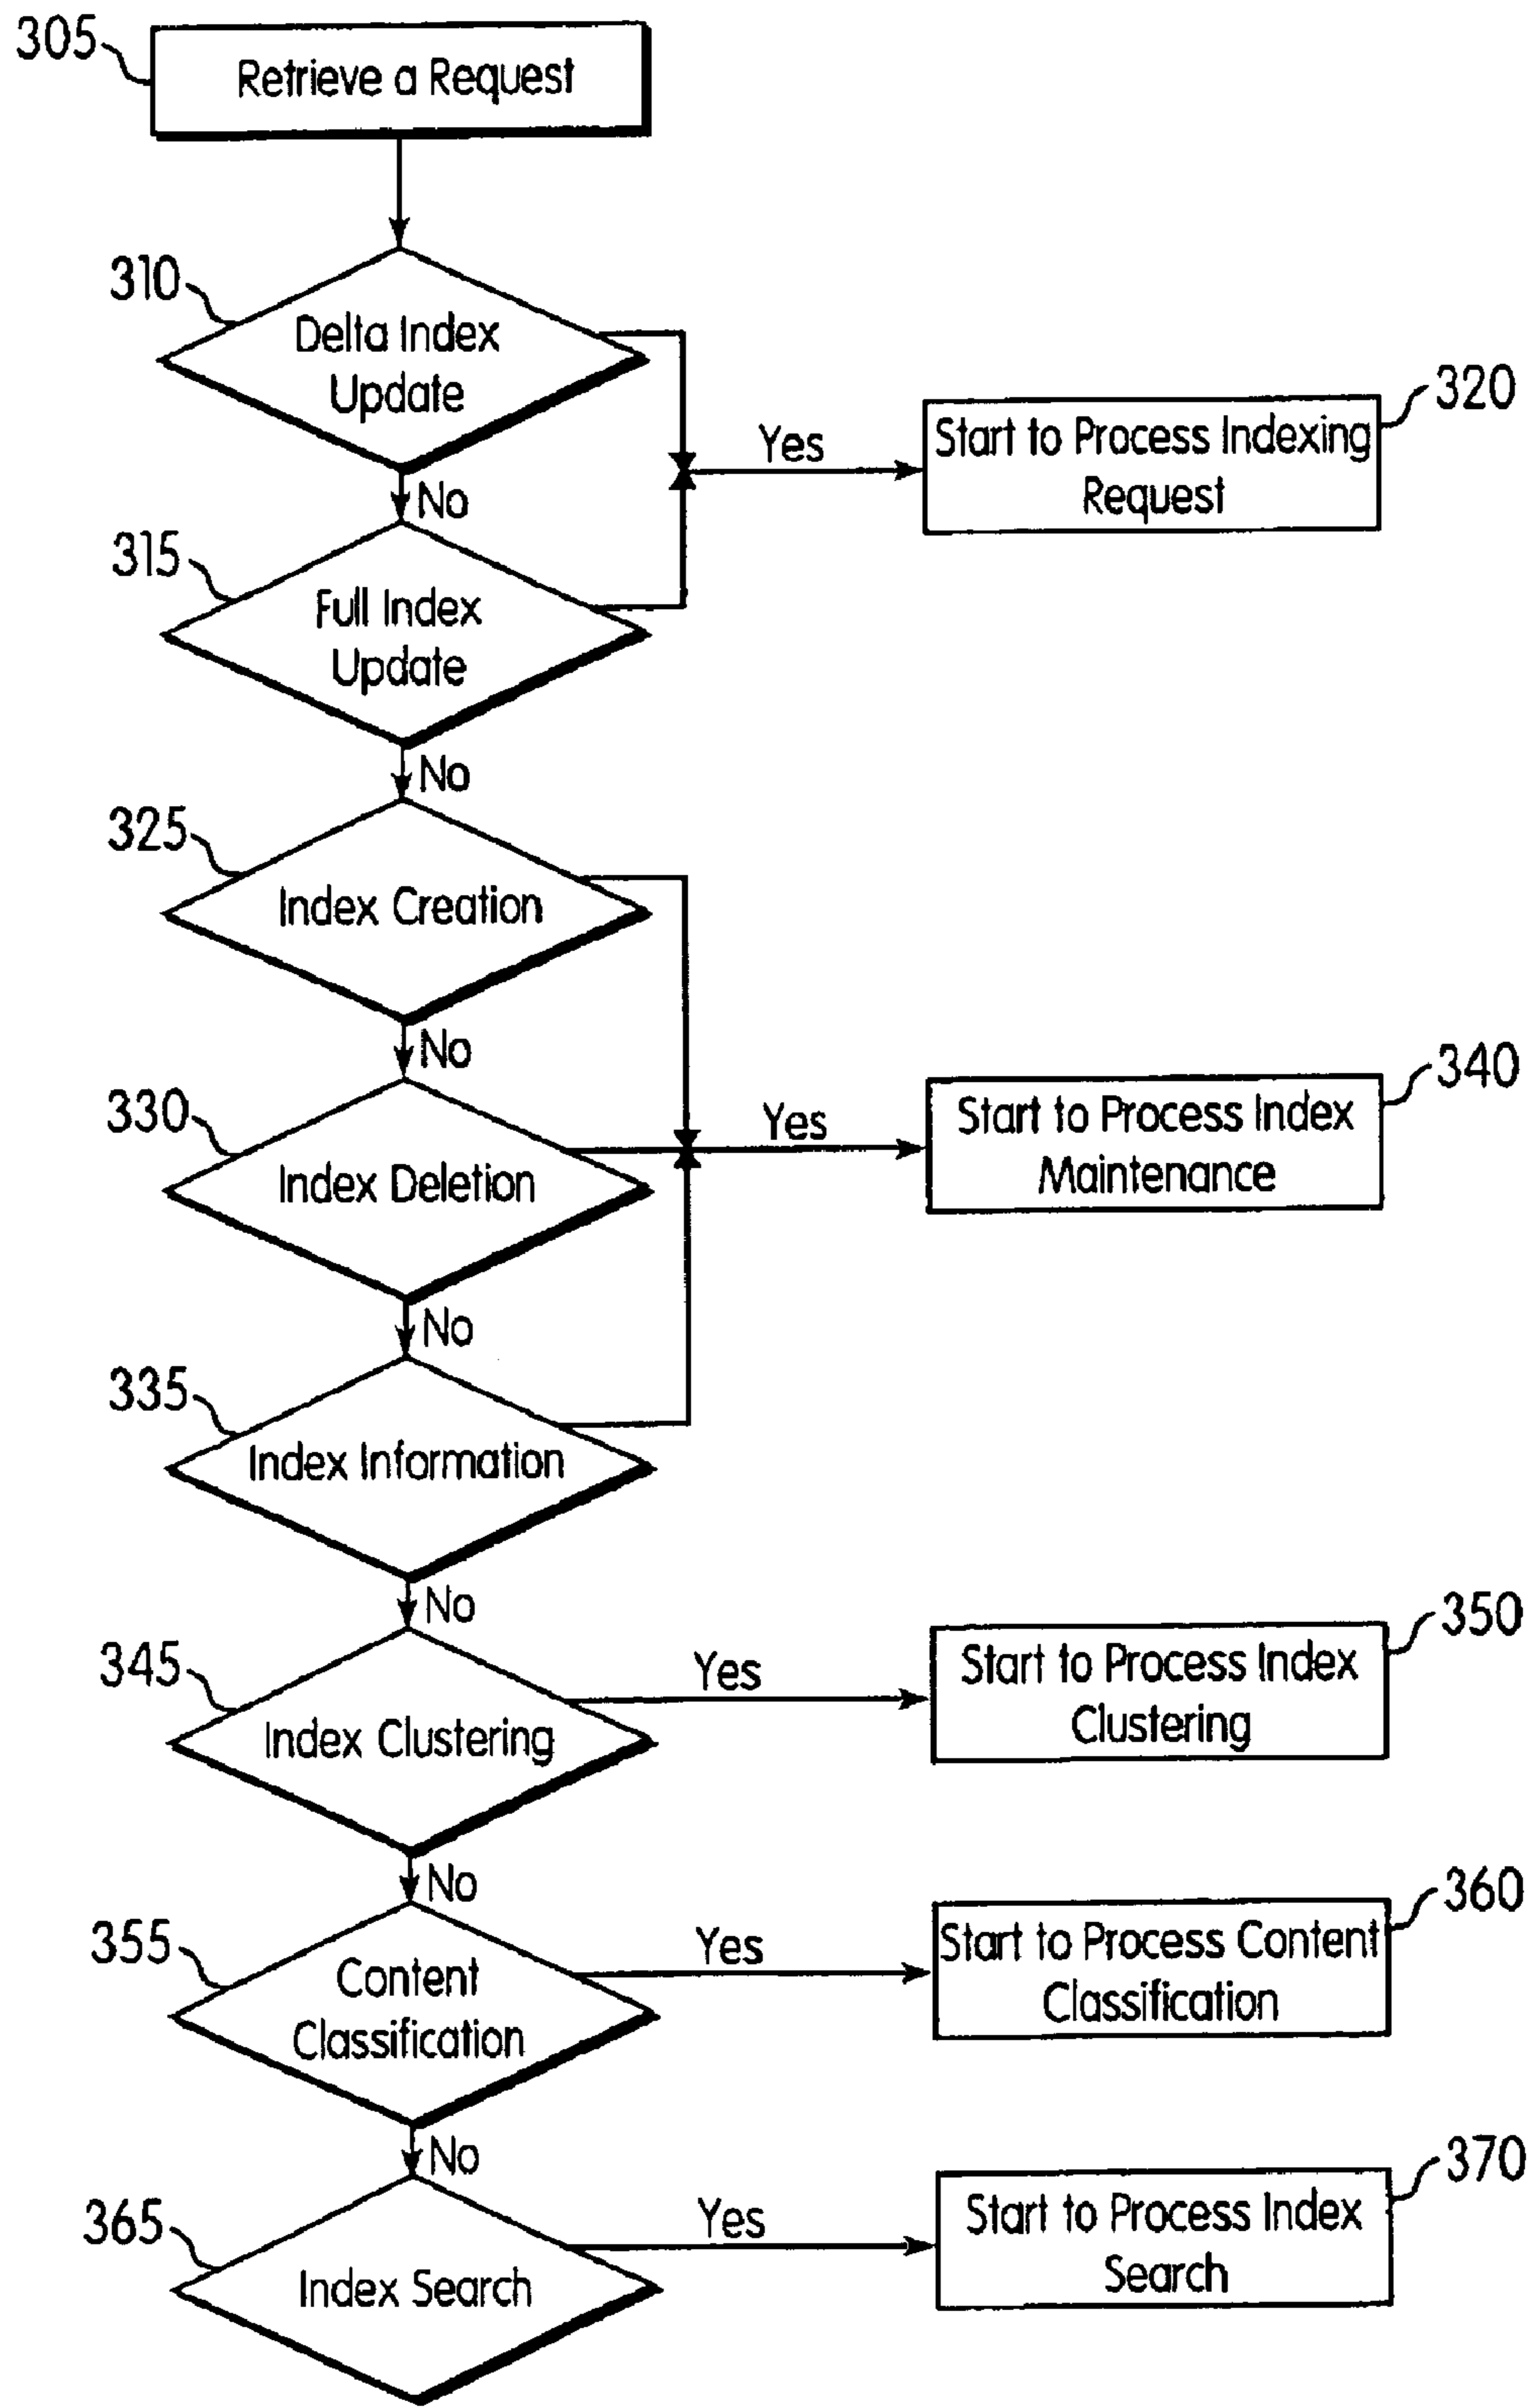 305
Retrieve a Request
310
Delta Index
Update
Yes
320
Start to Process Indexing
Request
No
315
Full Index
Update
No
325
Index Creation
No
330
Index Deletion
Yes
340
Start to Process Index
Maintenance
No
335
Index Information
No
345
Index Clustering
Yes
350
Start to Process Index
Clustering
No
355
Content
Classification
Yes
360
Start to Process Content
Classification
No
365
Index Search
Yes
370
Start to Process Index
Search